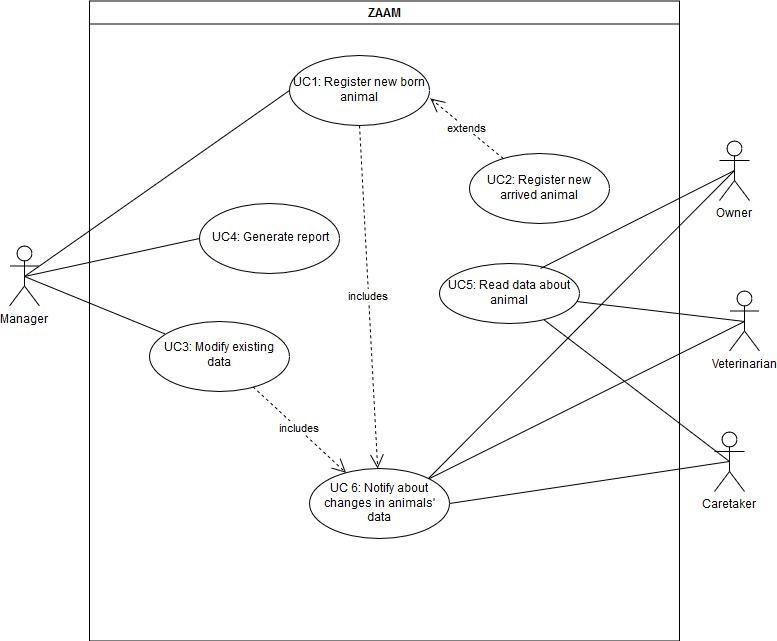 ZAAM
UC1: Register new born
animal
extends
UC2: Register new
arrived animal
Owner
UC4: Generate report
Manager
includes
UC5: Read data about
animal
UC3: Modify existing
data
Veterinarian
includes
UC 6: Notify about
changes in animals'
data
Caretaker